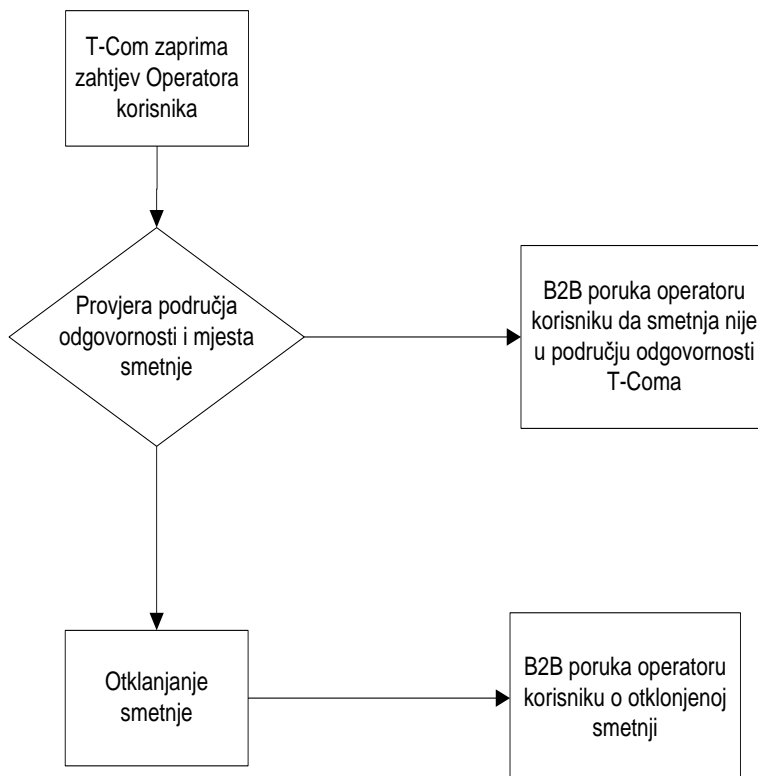 T-Com zaprima
zahtjev Operatora
korisnika
Provjera područja
odgovornosti i mjesta
smetnje
B2B poruka operatoru
korisniku da smetnja nije
u području odgovornosti
T-Coma
Otklanjanje
smetnje
B2B poruka operatoru
korisniku o otklonjenoj
smetnji